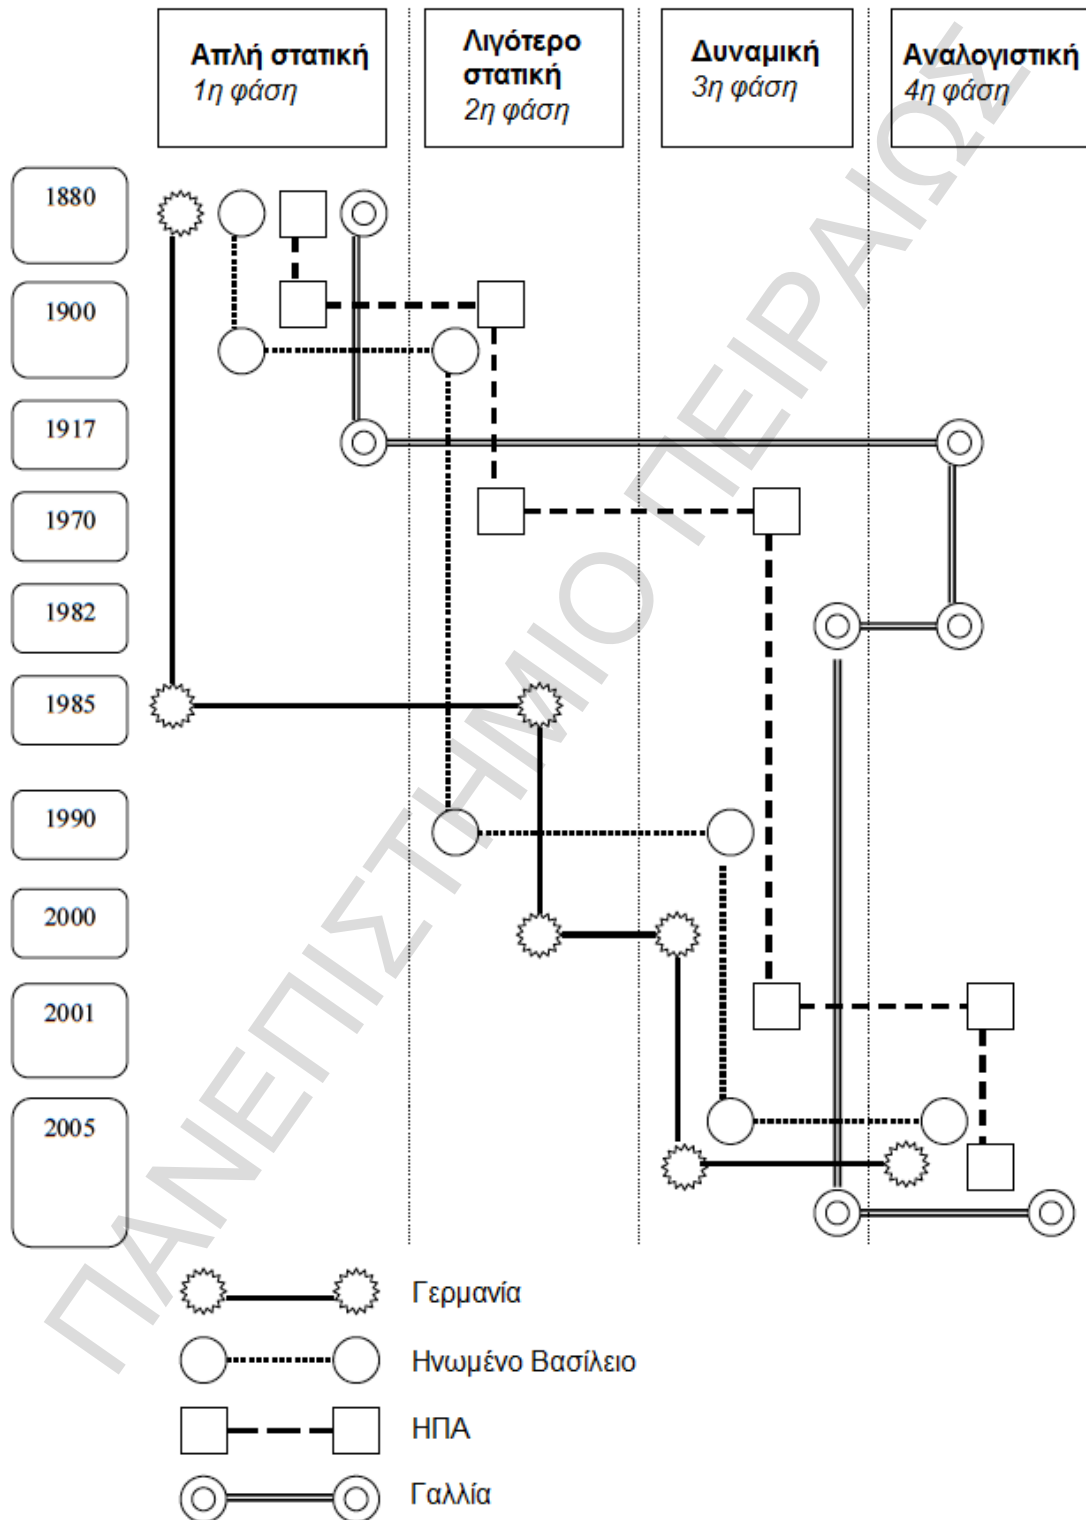 Απλή στατική
1η φάση
Λιγότερο
στατική
2η φάση
Δυναμική
3η φάση
Αναλογιστική
4η φάση
1880
1900
1917
1970
1982
1985
1990
2000
2001
2005
ΠΑΝΕΠΙΣΤΗΜΙΟ ΠΕΙΡΑΙΩΣ
Γερμανία
Ηνωμένο Βασίλειο
ΗΠΑ
Γαλλία